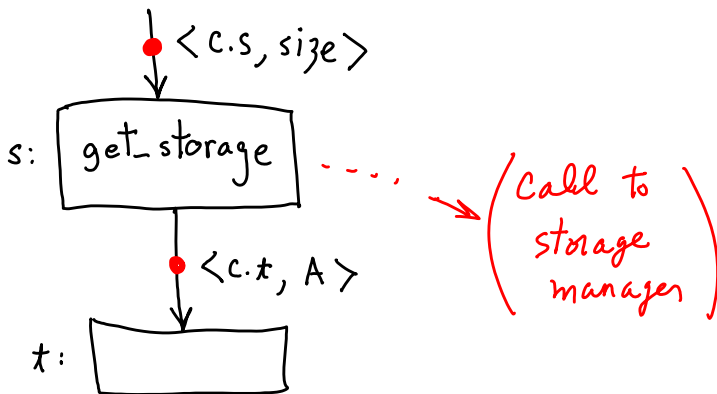 <c.s, size>
s:
get_storage
call to
storage
manager
<c.t, A>
t: